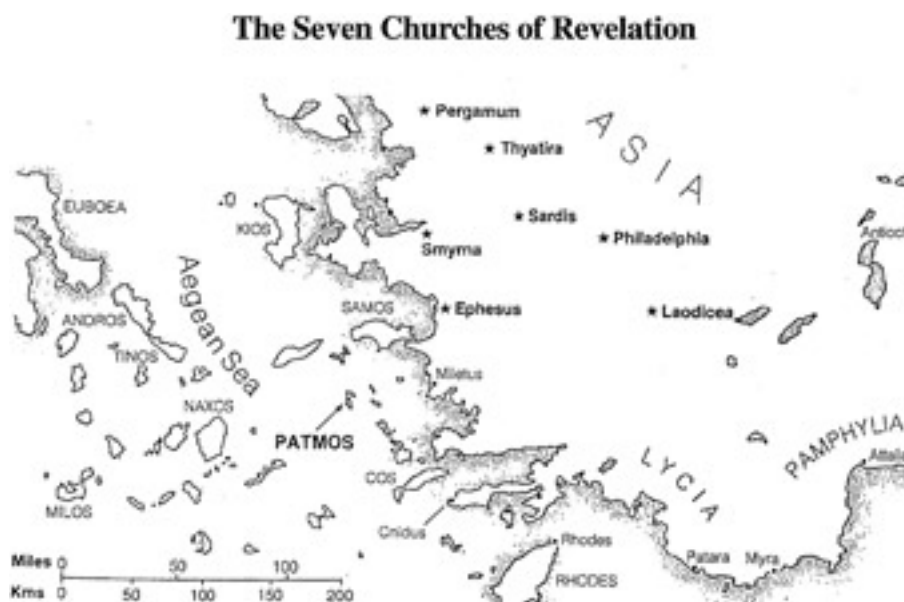 The Seven Churches of Revelation
★ Pergamum
★ Thyatira
ASIA
EUBOEA
KIOS
★ Sardis
★ Philadelphia
Smyrna
Antioch
Aegean Sea
ANDROS
SAMOS
★ Ephesus
★ Laodicea
TINOS
Miletus
NAXOS
PATMOS
PAMPHYLIA
LYCIA
COS
MILOS
Cnidus
Rhodes
RHODES
Patara
Myra
Miles 0 50 100
Kms 0 50 100 150 200